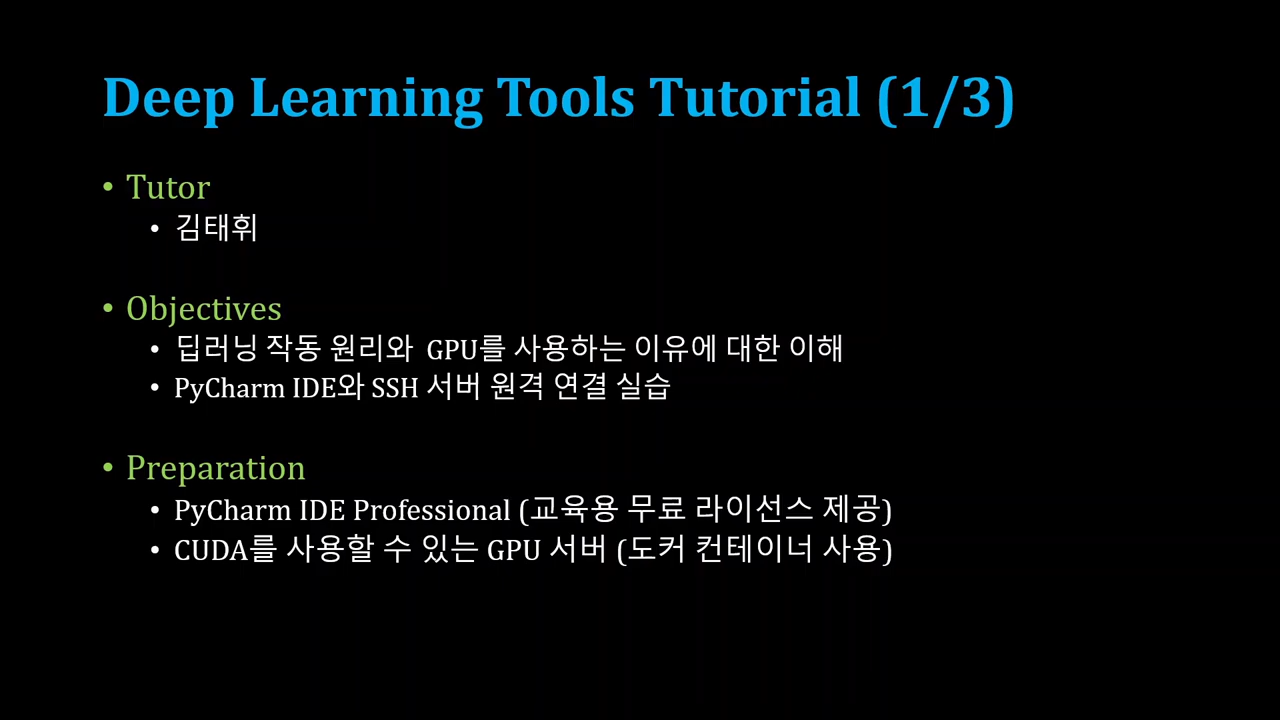 Deep Learning Tools Tutorial (1/3)
• Tutor
• 김태휘
• Objectives
• 딥러닝 작동 원리와 GPU를 사용하는 이유에 대한 이해
• PyCharm IDE와 SSH 서버 원격 연결 실습
• Preparation
• PyCharm IDE Professional (교육용 무료 라이선스 제공)
• CUDA를 사용할 수 있는 GPU 서버 (도커 컨테이너 사용)